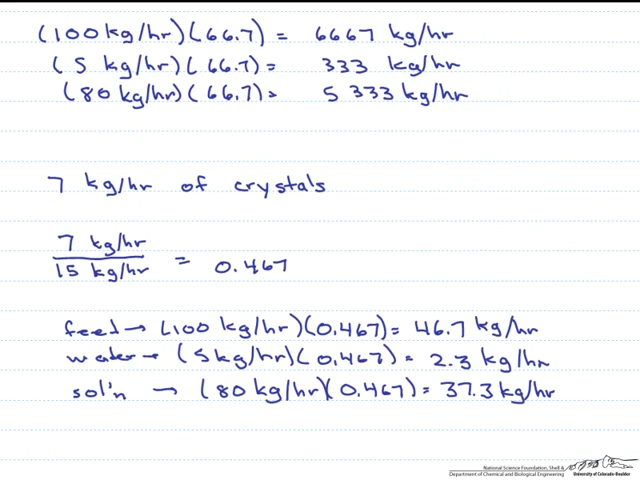 (100 kg/hr)(66.7) = 6667 kg/hr
(5 kg/hr)(66.7) = 333 kg/hr
(80 kg/hr)(66.7) = 5333 kg/hr
7 kg/hr of crystals
7 kg/hr
15 kg/hr
= 0.467
feed → (100 kg/hr)(0.467) = 46.7 kg/hr
water → (5 kg/hr)(0.467) = 2.3 kg/hr
sol'n → (80 kg/hr)(0.467) = 37.3 kg/hr
National Science Foundation, Shell &
Department of Chemical and Biological Engineering
University of Colorado Boulder